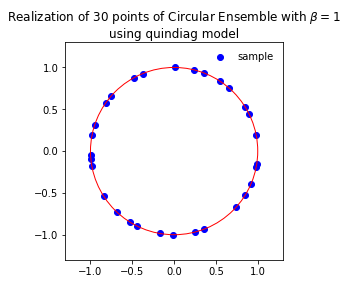 Realization of 30 points of Circular Ensemble with β = 1
using quindiag model
sample
1.0
0.5
0.0
−0.5
−1.0
−1.0 −0.5 0.0 0.5 1.0